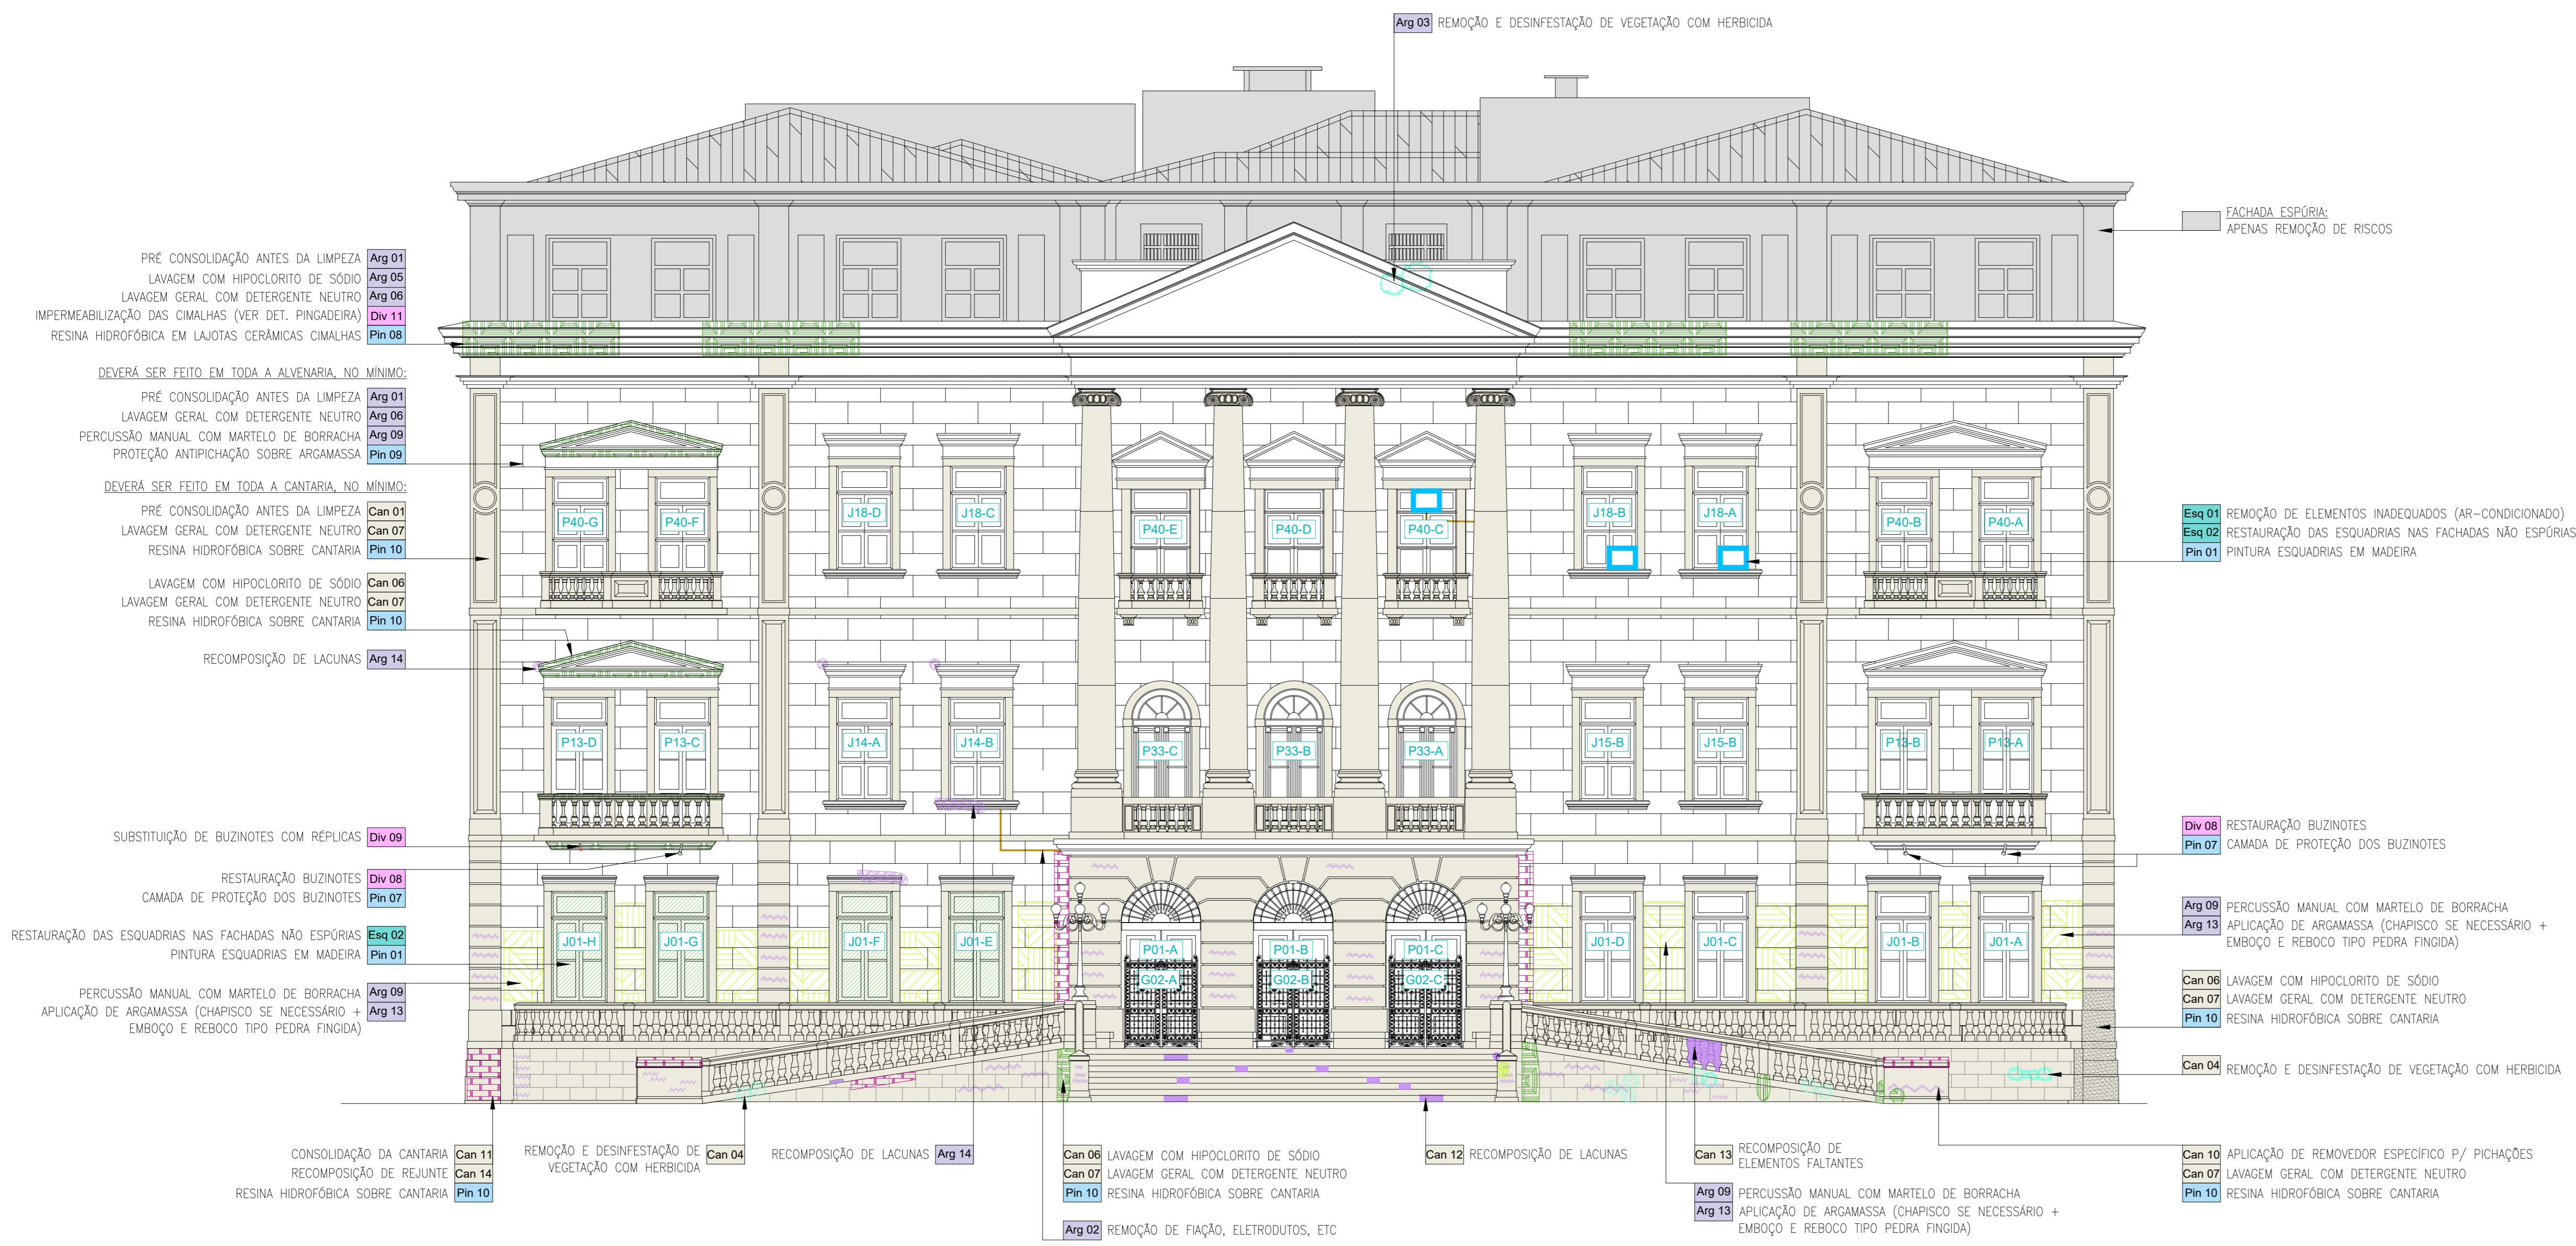 Arg 03 REMOÇÃO E DESINFESTAÇÃO DE VEGETAÇÃO COM HERBICIDA
FACHADA ESPÚRIA:
APENAS REMOÇÃO DE RISCOS
PRÉ CONSOLIDAÇÃO ANTES DA LIMPEZA Arg 01
LAVAGEM COM HIPOCLORITO DE SÓDIO Arg 05
LAVAGEM GERAL COM DETERGENTE NEUTRO Arg 06
IMPERMEABILIZAÇÃO DAS CIMALHAS (VER DET. PINGADEIRA) Div 11
RESINA HIDROFÓBICA EM LAJOTAS CERÂMICAS CIMALHAS Pin 08
DEVERÁ SER FEITO EM TODA A ALVENARIA, NO MÍNIMO:
PRÉ CONSOLIDAÇÃO ANTES DA LIMPEZA Arg 01
LAVAGEM GERAL COM DETERGENTE NEUTRO Arg 06
PERCUSSÃO MANUAL COM MARTELO DE BORRACHA Arg 09
PROTEÇÃO ANTIPICHAÇÃO SOBRE ARGAMASSA Pin 09
DEVERÁ SER FEITO EM TODA A CANTARIA, NO MÍNIMO:
PRÉ CONSOLIDAÇÃO ANTES DA LIMPEZA Can 01
LAVAGEM GERAL COM DETERGENTE NEUTRO Can 07
RESINA HIDROFÓBICA SOBRE CANTARIA Pin 10
LAVAGEM COM HIPOCLORITO DE SÓDIO Can 06
LAVAGEM GERAL COM DETERGENTE NEUTRO Can 07
RESINA HIDROFÓBICA SOBRE CANTARIA Pin 10
RECOMPOSIÇÃO DE LACUNAS Arg 14
SUBSTITUIÇÃO DE BUZINOTES COM RÉPLICAS Div 09
RESTAURAÇÃO BUZINOTES Div 08
CAMADA DE PROTEÇÃO DOS BUZINOTES Pin 07
RESTAURAÇÃO DAS ESQUADRIAS NAS FACHADAS NÃO ESPÚRIAS Esq 02
PINTURA ESQUADRIAS EM MADEIRA Pin 01
PERCUSSÃO MANUAL COM MARTELO DE BORRACHA Arg 09
APLICAÇÃO DE ARGAMASSA (CHAPISCO SE NECESSÁRIO + Arg 13
EMBOÇO E REBOCO TIPO PEDRA FINGIDA)
P40-G P40-F J18-D J18-C P40-E P40-D P40-C J18-B J18-A P40-B P40-A
P13-D P13-C J14-A J14-B P33-C P33-B P33-A J15-B J15-B P13-B P13-A
J01-H J01-G J01-F J01-E P01-A P01-B P01-C J01-D J01-C J01-B J01-A
G02-A G02-B G02-C
Esq 01 REMOÇÃO DE ELEMENTOS INADEQUADOS (AR-CONDICIONADO)
Esq 02 RESTAURAÇÃO DAS ESQUADRIAS NAS FACHADAS NÃO ESPÚRIAS
Pin 01 PINTURA ESQUADRIAS EM MADEIRA
Div 08 RESTAURAÇÃO BUZINOTES
Pin 07 CAMADA DE PROTEÇÃO DOS BUZINOTES
Arg 09 PERCUSSÃO MANUAL COM MARTELO DE BORRACHA
Arg 13 APLICAÇÃO DE ARGAMASSA (CHAPISCO SE NECESSÁRIO +
EMBOÇO E REBOCO TIPO PEDRA FINGIDA)
Can 06 LAVAGEM COM HIPOCLORITO DE SÓDIO
Can 07 LAVAGEM GERAL COM DETERGENTE NEUTRO
Pin 10 RESINA HIDROFÓBICA SOBRE CANTARIA
Can 04 REMOÇÃO E DESINFESTAÇÃO DE VEGETAÇÃO COM HERBICIDA
CONSOLIDAÇÃO DA CANTARIA Can 11
RECOMPOSIÇÃO DE REJUNTE Can 14
RESINA HIDROFÓBICA SOBRE CANTARIA Pin 10
REMOÇÃO E DESINFESTAÇÃO DE Can 04
VEGETAÇÃO COM HERBICIDA
RECOMPOSIÇÃO DE LACUNAS Arg 14
Can 06 LAVAGEM COM HIPOCLORITO DE SÓDIO
Can 07 LAVAGEM GERAL COM DETERGENTE NEUTRO
Pin 10 RESINA HIDROFÓBICA SOBRE CANTARIA
Arg 02 REMOÇÃO DE FIAÇÃO, ELETRODUTOS, ETC
Can 12 RECOMPOSIÇÃO DE LACUNAS
Can 13 RECOMPOSIÇÃO DE
ELEMENTOS FALTANTES
Arg 09 PERCUSSÃO MANUAL COM MARTELO DE BORRACHA
Arg 13 APLICAÇÃO DE ARGAMASSA (CHAPISCO SE NECESSÁRIO +
EMBOÇO E REBOCO TIPO PEDRA FINGIDA)
Can 10 APLICAÇÃO DE REMOVEDOR ESPECÍFICO P/ PICHAÇÕES
Can 07 LAVAGEM GERAL COM DETERGENTE NEUTRO
Pin 10 RESINA HIDROFÓBICA SOBRE CANTARIA